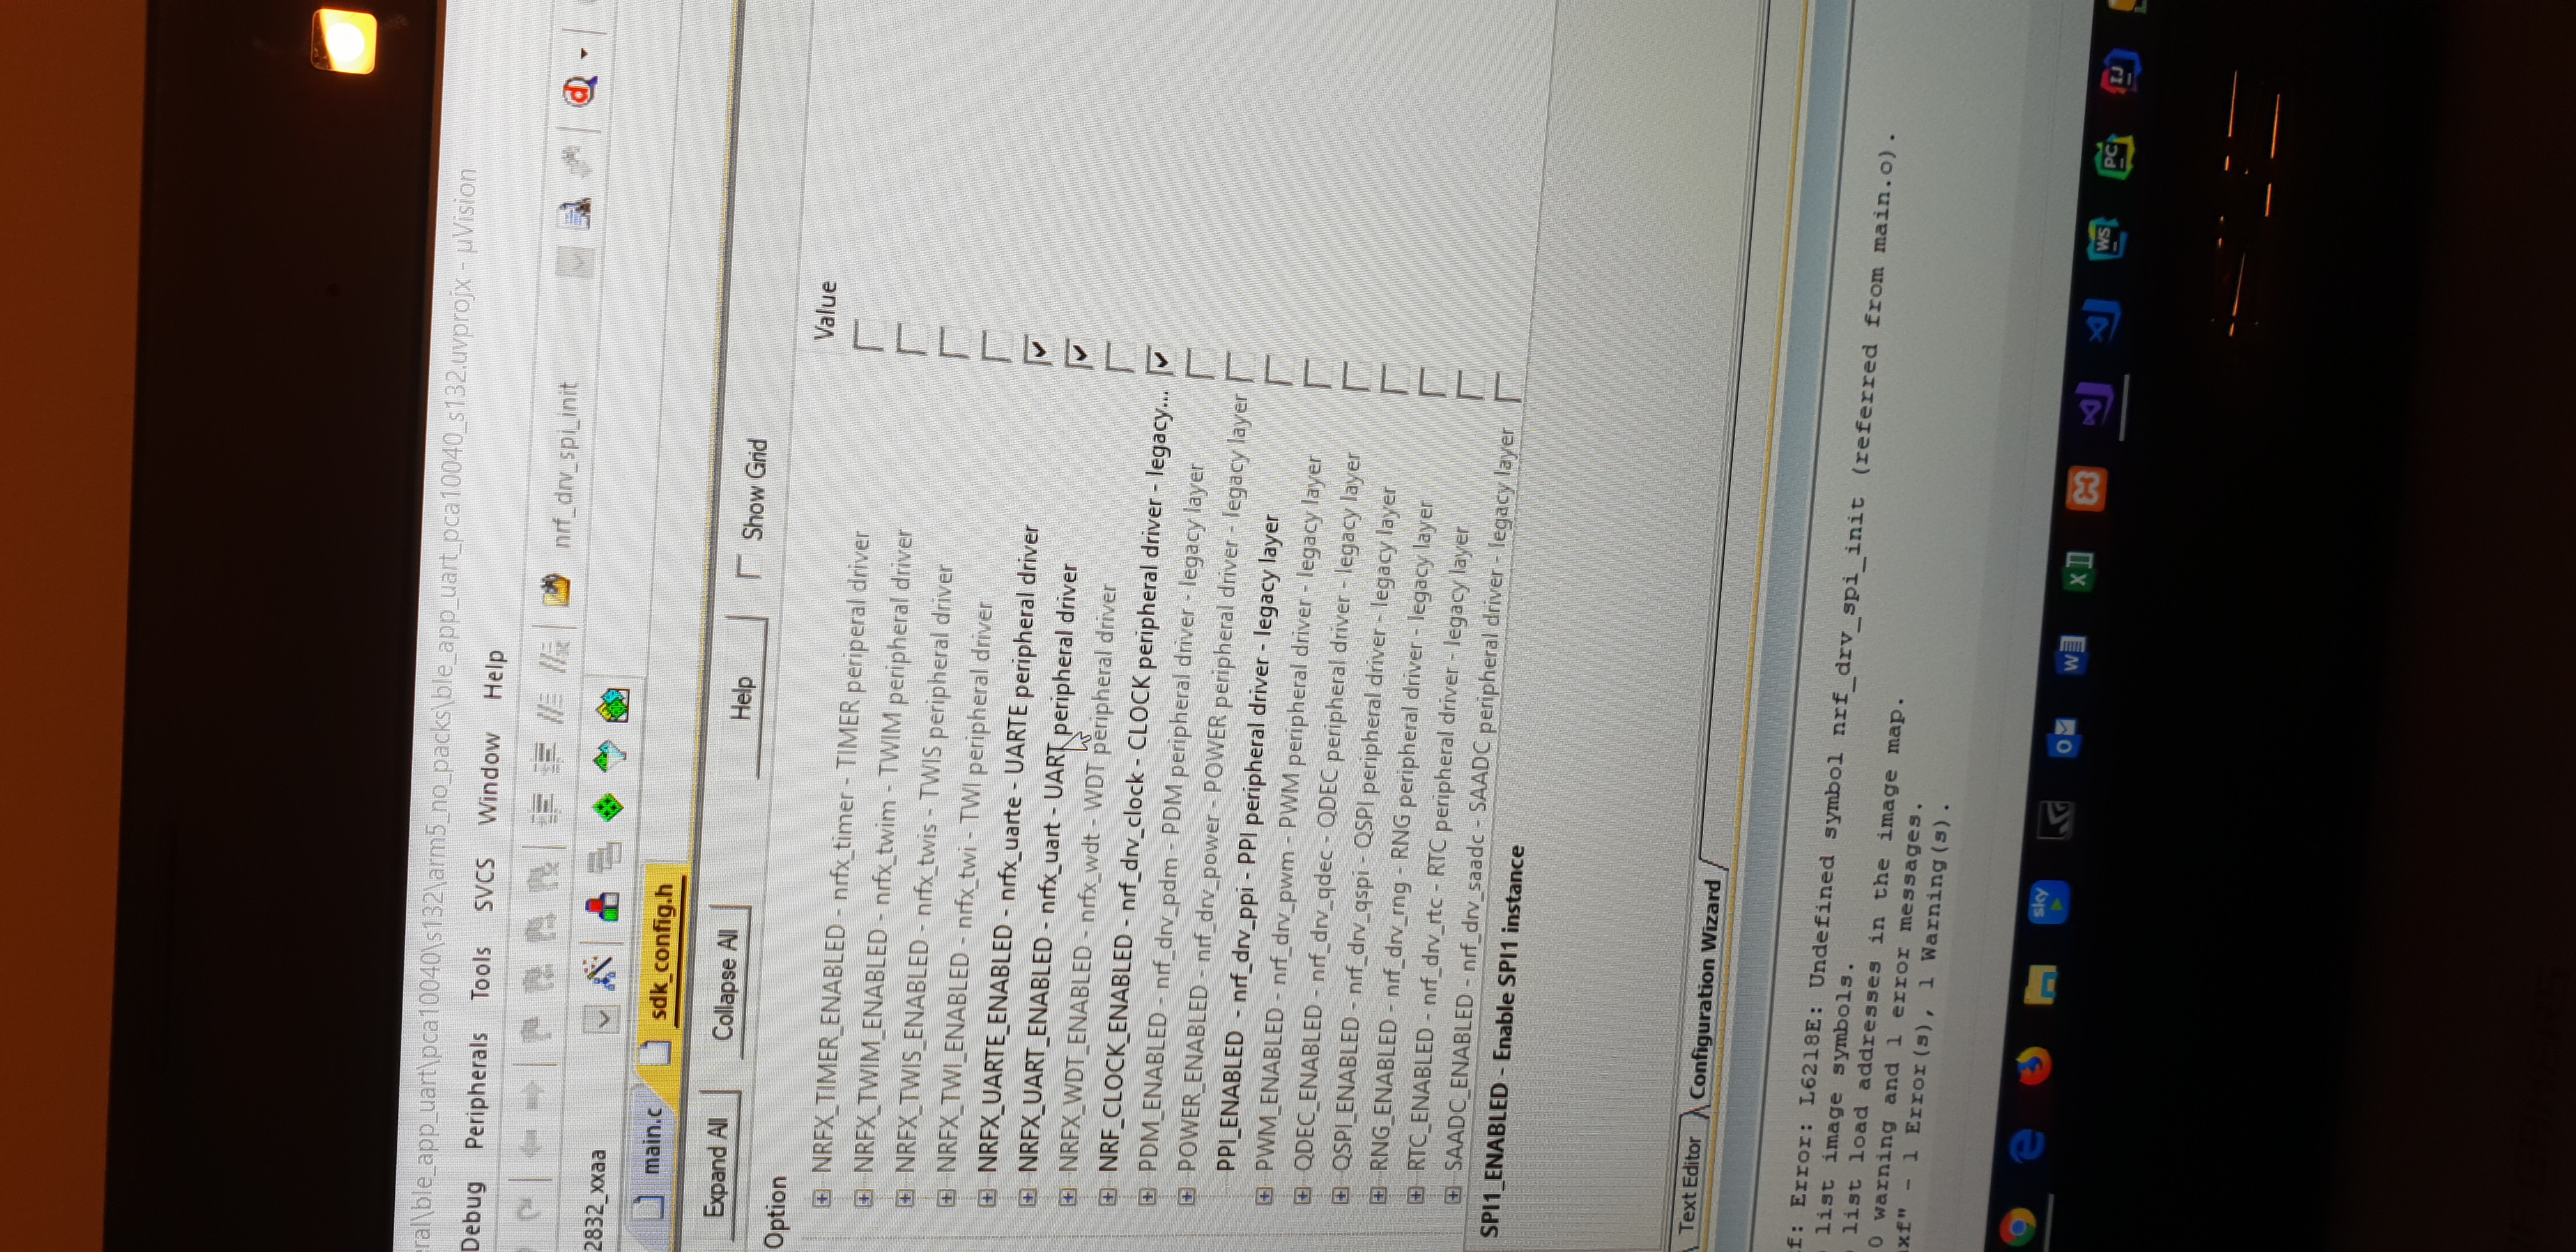 eral\ble_app_uart\pca10040\s132\arm5_no_packs\ble_app_uart_pca10040_s132.uvprojx - µVision
Debug Peripherals Tools SVCS Window Help
nrf_drv_spi_init
2832_xxaa
main.c sdk_config.h
Expand All Collapse All Help Show Grid
Option Value
NRFX_TIMER_ENABLED - nrfx_timer - TIMER periperal driver
NRFX_TWIM_ENABLED - nrfx_twim - TWIM peripheral driver
NRFX_TWIS_ENABLED - nrfx_twis - TWIS peripheral driver
NRFX_TWI_ENABLED - nrfx_twi - TWI peripheral driver
NRFX_UARTE_ENABLED - nrfx_uarte - UARTE peripheral driver
NRFX_UART_ENABLED - nrfx_uart - UART peripheral driver
NRFX_WDT_ENABLED - nrfx_wdt - WDT peripheral driver
NRF_CLOCK_ENABLED - nrf_drv_clock - CLOCK peripheral driver - legacy...
PDM_ENABLED - nrf_drv_pdm - PDM peripheral driver - legacy layer
POWER_ENABLED - nrf_drv_power - POWER peripheral driver - legacy layer
PPI_ENABLED - nrf_drv_ppi - PPI peripheral driver - legacy layer
PWM_ENABLED - nrf_drv_pwm - PWM peripheral driver - legacy layer
QDEC_ENABLED - nrf_drv_qdec - QDEC peripheral driver - legacy layer
QSPI_ENABLED - nrf_drv_qspi - QSPI peripheral driver - legacy layer
RNG_ENABLED - nrf_drv_rng - RNG peripheral driver - legacy layer
RTC_ENABLED - nrf_drv_rtc - RTC peripheral driver - legacy layer
SAADC_ENABLED - nrf_drv_saadc - SAADC peripheral driver - legacy layer
SPI1_ENABLED - Enable SPI1 instance
Text Editor Configuration Wizard
f: Error: L6218E: Undefined symbol nrf_drv_spi_init (referred from main.o).
list image symbols.
list load addresses in the image map.
0 warning and 1 error messages.
xf" - 1 Error(s), 1 Warning(s).
sky
WS PC IJ